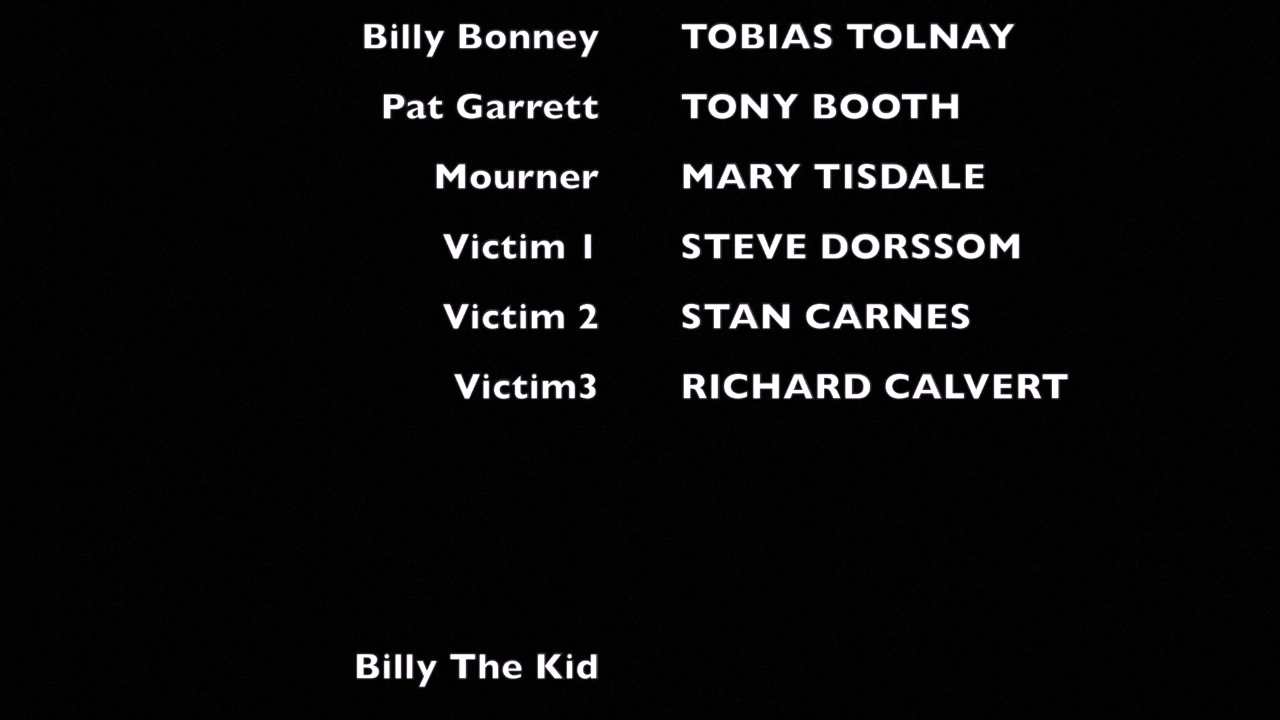 Billy Bonney TOBIAS TOLNAY
Pat Garrett TONY BOOTH
Mourner MARY TISDALE
Victim 1 STEVE DORSSOM
Victim 2 STAN CARNES
Victim3 RICHARD CALVERT
Billy The Kid